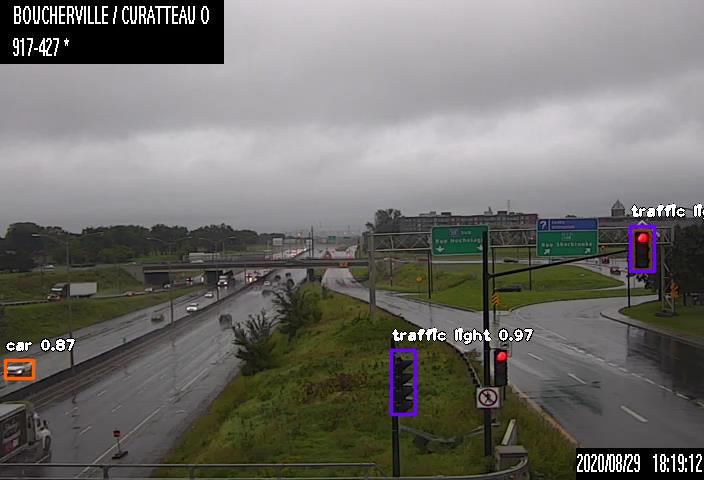 BOUCHERVILLE / CURATTEAU O
917-427 *
traffic lig
Rue Hochelaga
Rue Sherbrooke
?
traffic light 0.97
car 0.87
2020/08/29 18:19:12